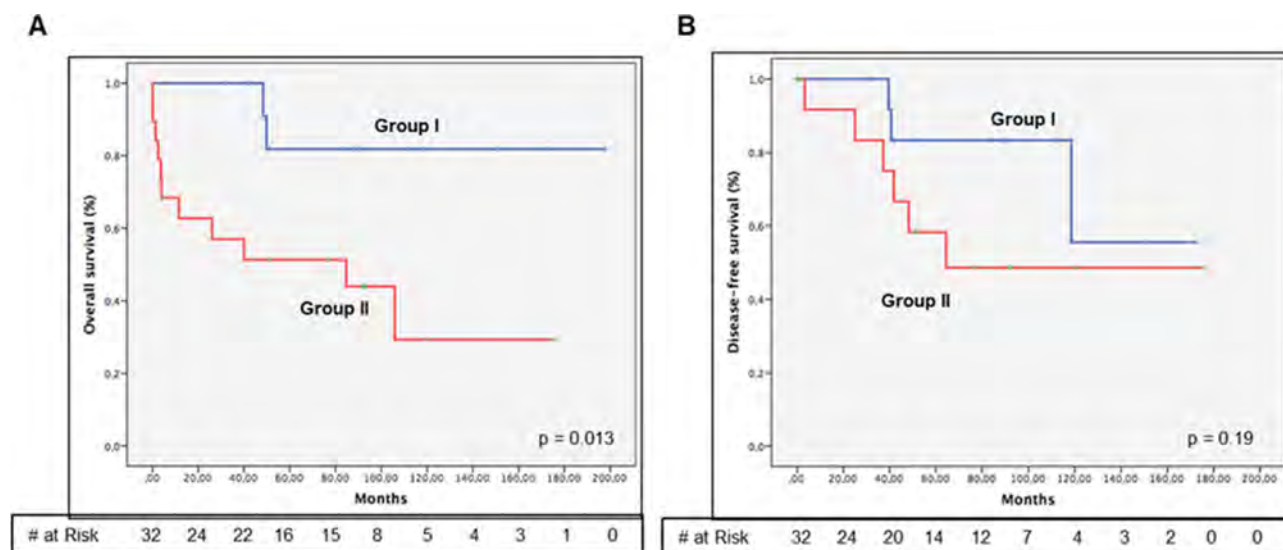 A
Overall survival (%)
1.0
0.8
0.6
0.4
0.2
0.0
Group I
Group II
p = 0.013
,00 20,00 40,00 60,00 80,00 100,00 120,00 140,00 160,00 180,00 200,00
Months
# at Risk 32 24 22 16 15 8 5 4 3 1 0
B
Disease-free survival (%)
1.0
0.8
0.6
0.4
0.2
0.0
Group I
Group II
p = 0.19
,00 20,00 40,00 60,00 80,00 100,00 120,00 140,00 160,00 180,00 200,00
Months
# at Risk 32 24 20 14 12 7 4 3 2 0 0